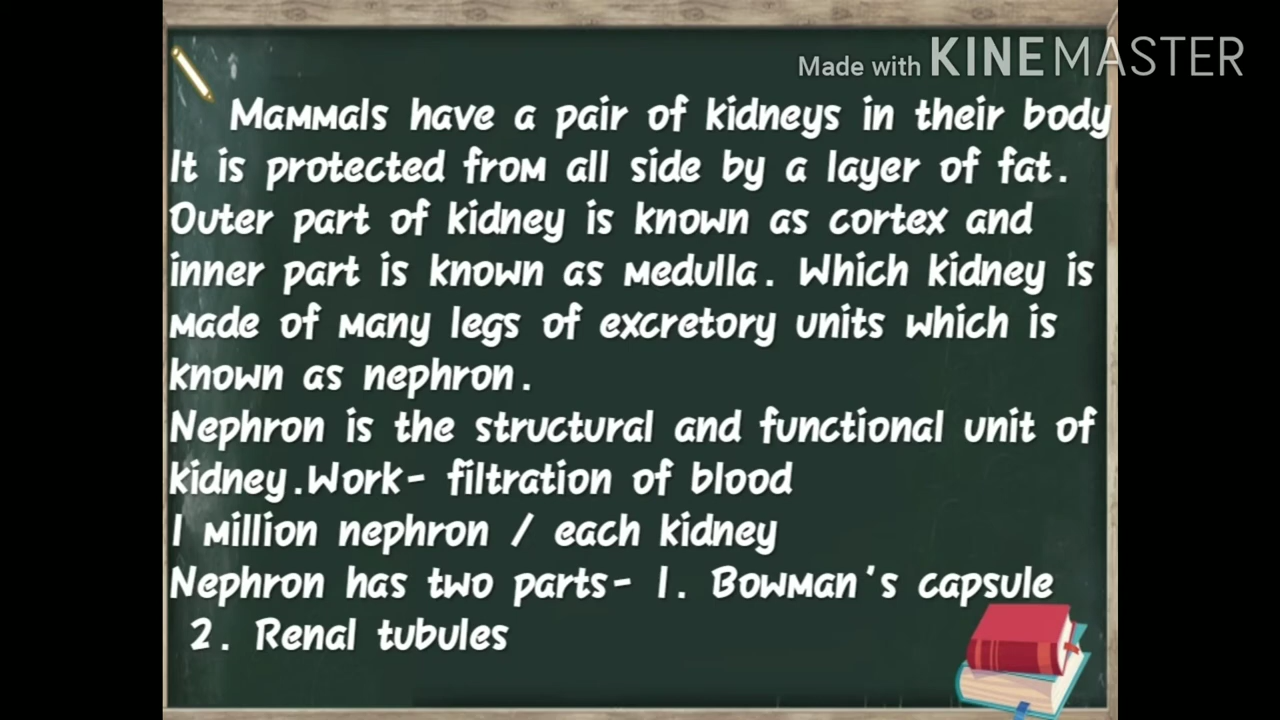 Made with KINEMASTER
Mammals have a pair of kidneys in their body
It is protected from all side by a layer of fat.
Outer part of kidney is known as cortex and
inner part is known as medulla. Which kidney is
made of many legs of excretory units which is
known as nephron.
Nephron is the structural and functional unit of
kidney.Work- filtration of blood
1 million nephron / each kidney
Nephron has two parts- 1. Bowman's capsule
2. Renal tubules